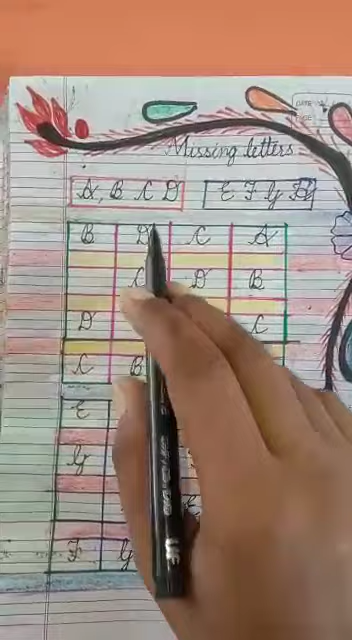 Missing letters
A, B C D E F G H
B D C A
C D B
D C
C B
E
G
F G